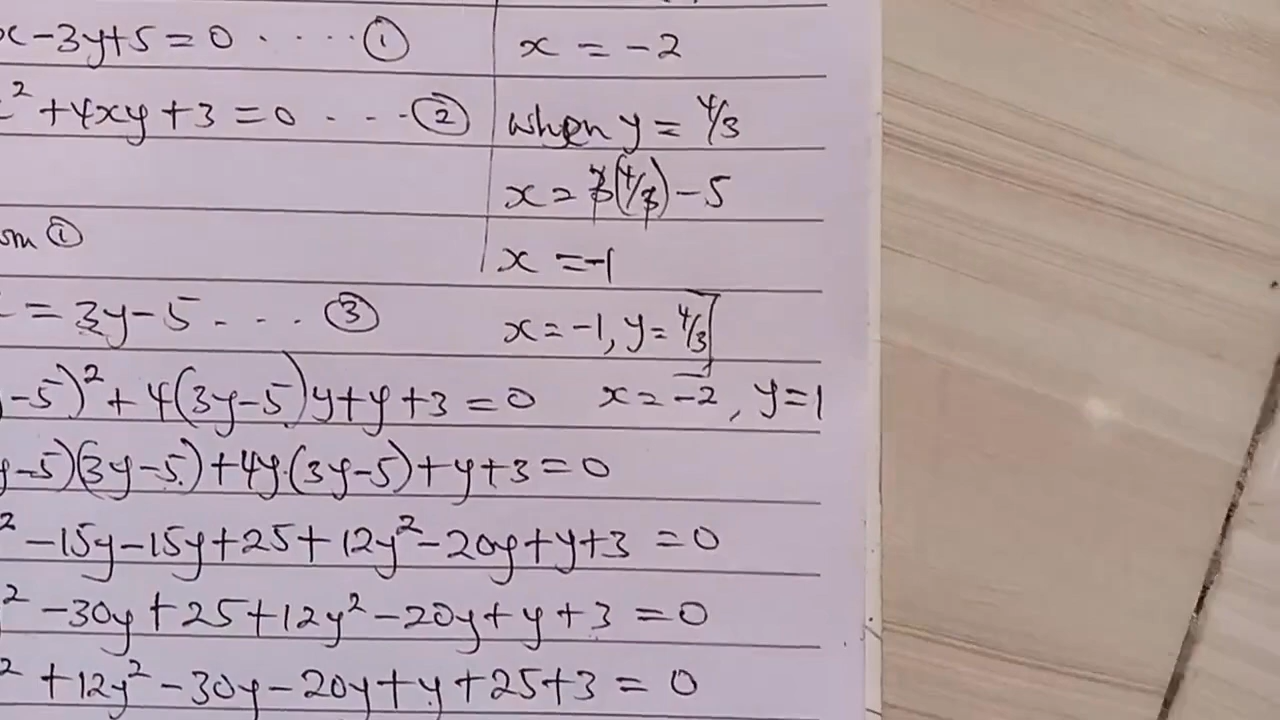 x-3y+5=0 .... ①
² +4xy+3=0 ... ②
om ①
= 3y-5 ... ③
-5)² + 4(3y-5)y+y+3=0
-5)(3y-5)+4y(3y-5)+y+3=0
² -15y-15y+25+12y²-20y+y+3=0
² -30y+25+12y²-20y+y+3=0
² +12y²-30y-20y+y+25+3=0
x = -2
when y = 4/3
x = 3(4/3) - 5
x = -1
x = -1, y = 4/3
x = -2, y = 1